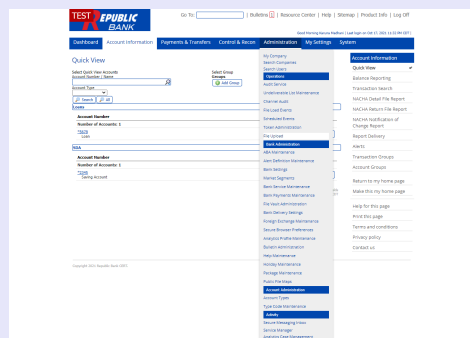 TEST REPUBLIC
BANK
Go To: | Bulletins | Resource Center | Help | Sitemap | Product Info | Log Off
Dashboard Account Information Payments & Transfers Control & Recon Administration My Settings System
Quick View
Select Quick View Accounts
Account Number / Name
Account Type
Search All
Select Group
Groups
Add Group
Loans
Account Number
Number of Accounts: 1
*5678
Loan
Account Number
Number of Accounts: 1
Saving Account
My Company
Search Companies
Search Users
Operations
Audit Service
Undeliverable List Maintenance
Channel Audit
File Load Events
Scheduled Events
Token Administration
File Upload
Bank Administration
ABA Maintenance
Alert Definition Maintenance
Bank Settings
Market Segments
Bank Service Maintenance
Bank Payments Maintenance
File Vault Administration
Bank Delivery Settings
Foreign Exchange Maintenance
Secure Browser Preferences
Analytics Profile Maintenance
Bulletin Administration
Help Maintenance
Holiday Maintenance
Package Maintenance
Public File Maps
Account Administration
Account Types
Type Code Maintenance
Activity
Secure Messaging Inbox
Service Manager
Analytics Case Management
Account Information
Quick View
Balance Reporting
Transaction Search
NACHA Detail File Report
NACHA Return File Report
NACHA Notification of
Change Report
Report Delivery
Alerts
Transaction Groups
Account Groups
Return to my home page
Make this my home page
Help for this page
Print this page
Terms and conditions
Privacy policy
Contact us